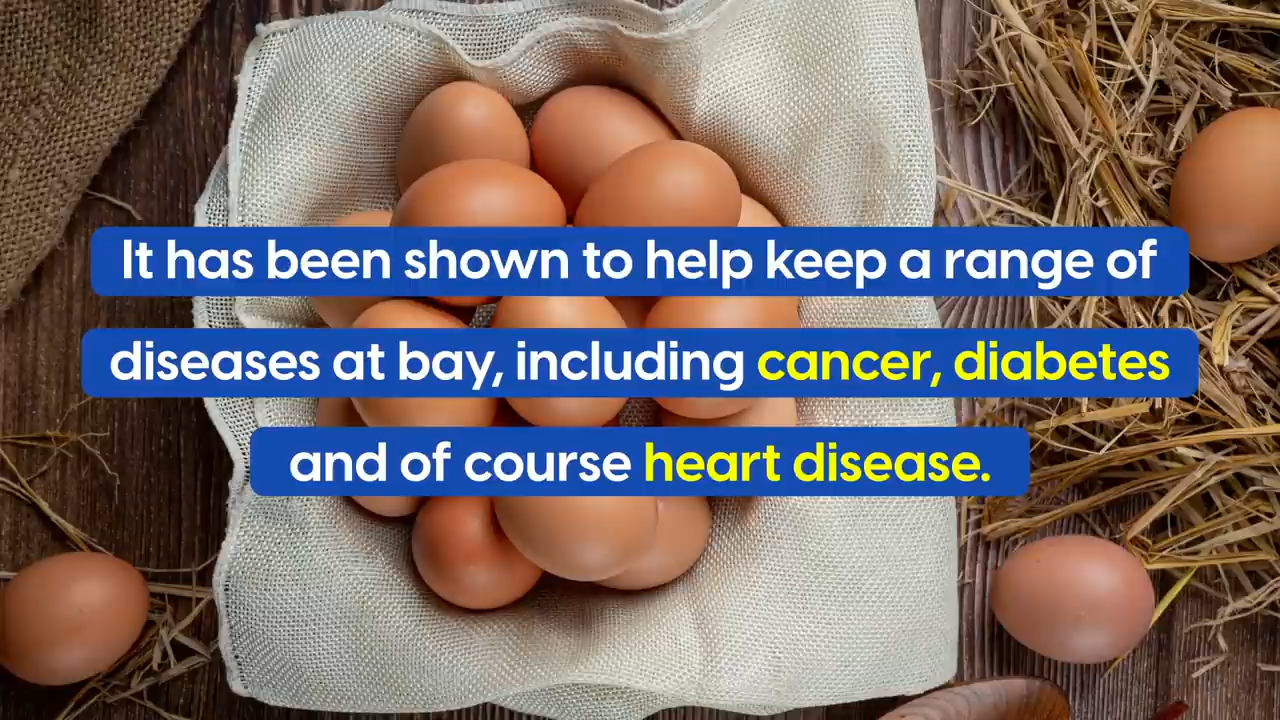 It has been shown to help keep a range of
diseases at bay, including cancer, diabetes
and of course heart disease.